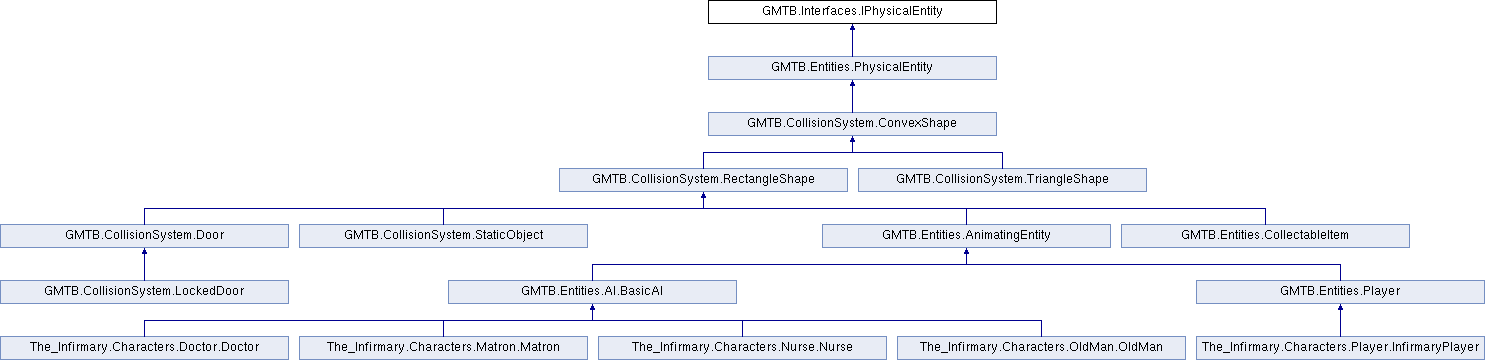 GMTB.Interfaces.IPhysicalEntity
GMTB.Entities.PhysicalEntity
GMTB.CollisionSystem.ConvexShape
GMTB.CollisionSystem.RectangleShape
GMTB.CollisionSystem.TriangleShape
GMTB.CollisionSystem.Door
GMTB.CollisionSystem.StaticObject
GMTB.Entities.AnimatingEntity
GMTB.Entities.CollectableItem
GMTB.CollisionSystem.LockedDoor
GMTB.Entities.AI.BasicAI
GMTB.Entities.Player
The_Infirmary.Characters.Doctor.Doctor
The_Infirmary.Characters.Matron.Matron
The_Infirmary.Characters.Nurse.Nurse
The_Infirmary.Characters.OldMan.OldMan
The_Infirmary.Characters.Player.InfirmaryPlayer